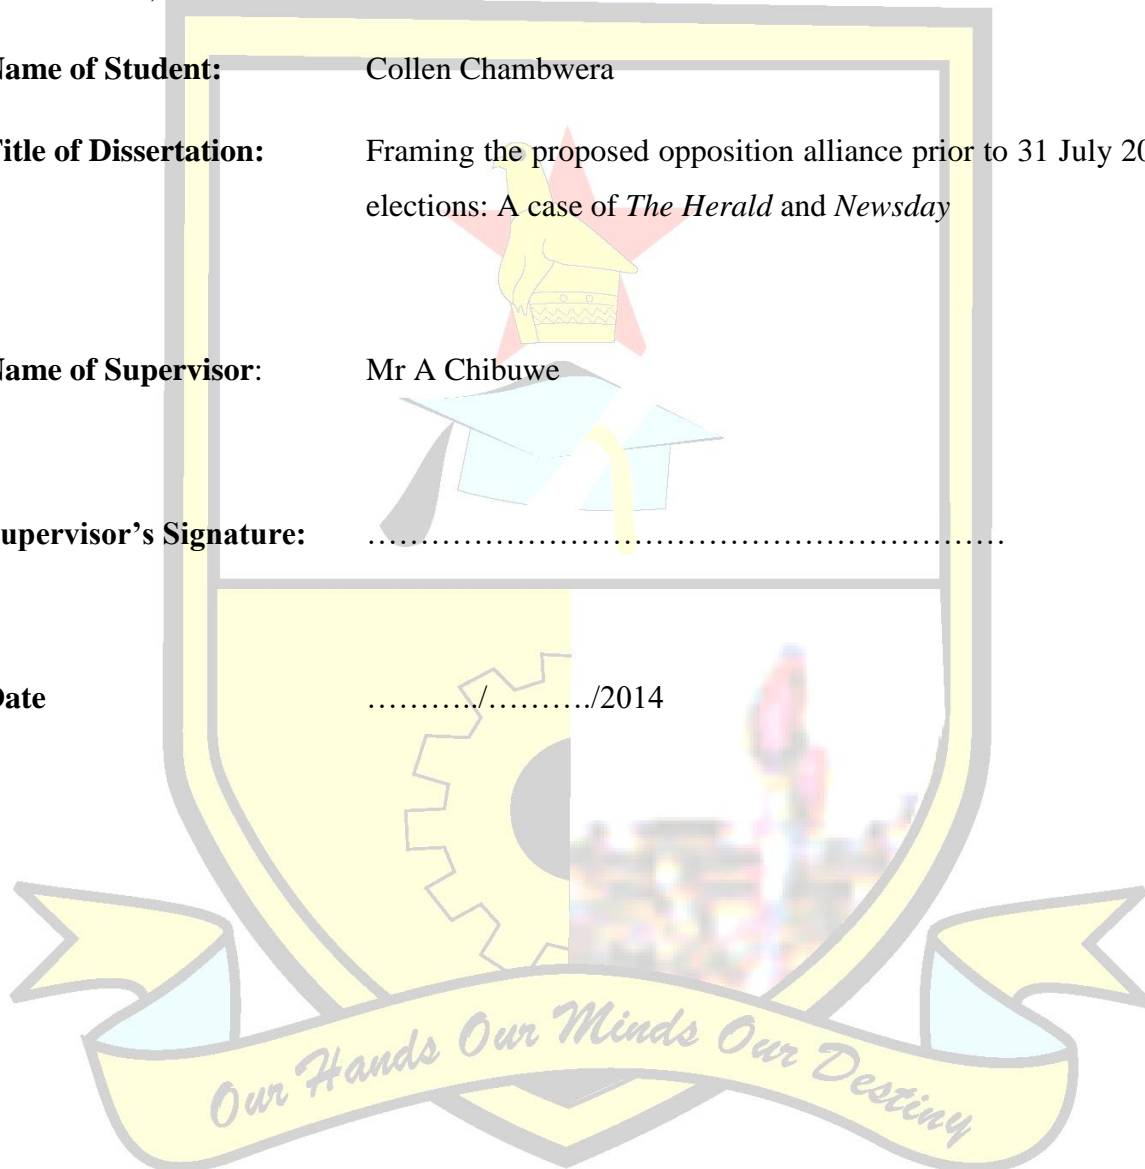 Name of Student: Collen Chambwera
Title of Dissertation: Framing the proposed opposition alliance prior to 31 July 20
elections: A case of The Herald and Newsday
Name of Supervisor: Mr A Chibuwe
upervisor’s Signature: …………………………………………………………
Date ………../………./2014
Our Hands Our Minds Our Destiny